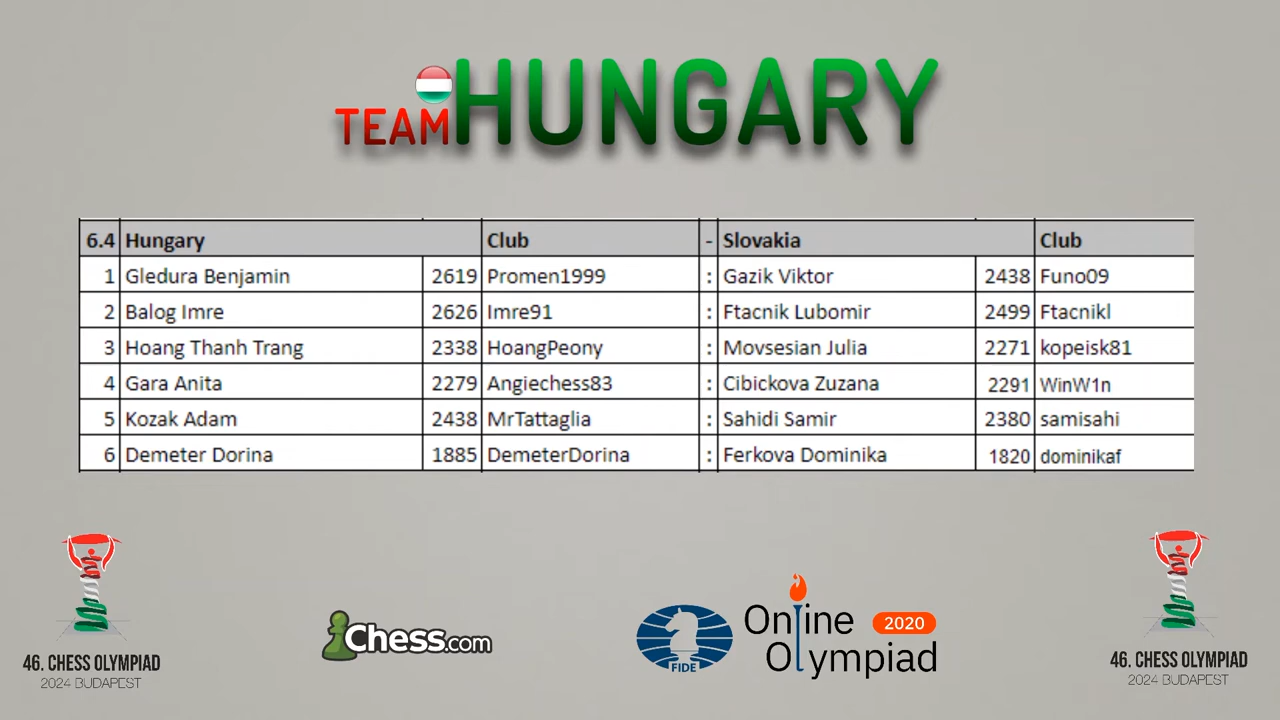 TEAM HUNGARY
6.4 Hungary Club - Slovakia Club
1 Gledura Benjamin 2619 Promen1999 : Gazik Viktor 2438 Funo09
2 Balog Imre 2626 Imre91 : Ftacnik Lubomir 2499 Ftacnikl
3 Hoang Thanh Trang 2338 HoangPeony : Movsesian Julia 2271 kopeisk81
4 Gara Anita 2279 Angiechess83 : Cibickova Zuzana 2291 WinW1n
5 Kozak Adam 2438 MrTattaglia : Sahidi Samir 2380 samisahi
6 Demeter Dorina 1885 DemeterDorina : Ferkova Dominika 1820 dominikaf
46. CHESS OLYMPIAD
2024 BUDAPEST
Chess.com
FIDE
Online 2020
Olympiad
46. CHESS OLYMPIAD
2024 BUDAPEST